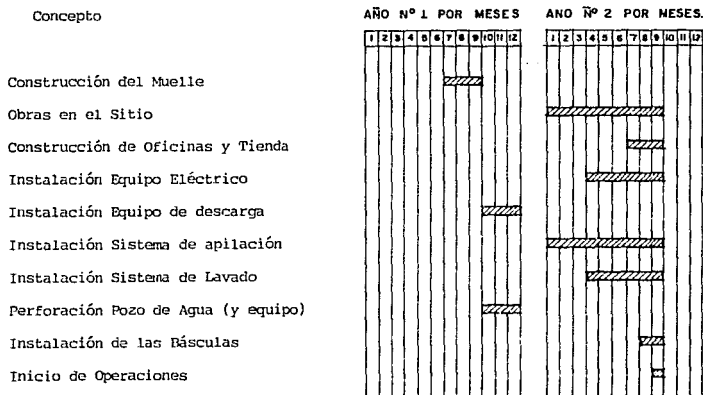 Concepto AÑO Nº 1 POR MESES ANO Ñº 2 POR MESES.
1 2 3 4 5 6 7 8 9 10 11 12 1 2 3 4 5 6 7 8 9 10 11 12
Construcción del Muelle
Obras en el Sitio
Construcción de Oficinas y Tienda
Instalación Equipo Eléctrico
Instalación Equipo de descarga
Instalación Sistema de apilación
Instalación Sistema de Lavado
Perforación Pozo de Agua (y equipo)
Instalación de las Básculas
Inicio de Operaciones